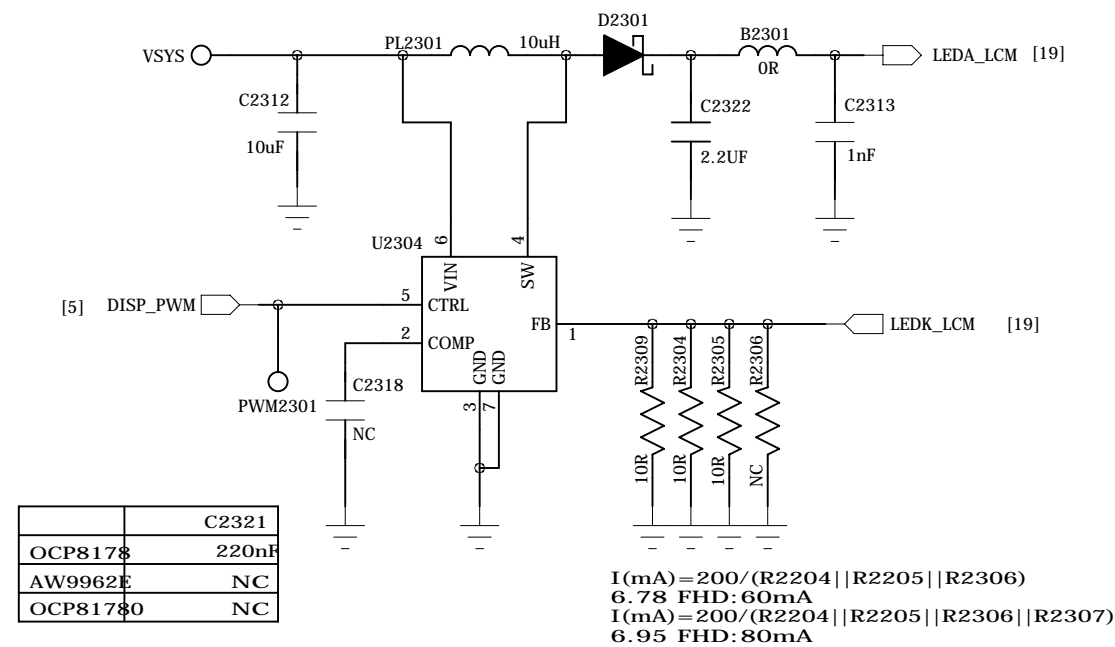 D2301
VSYS
PL2301
10uH
B2301
0R
LEDA_LCM [19]
C2312
10uF
C2322
2.2UF
C2313
1nF
U2304
6
4
VIN
SW
[5] DISP_PWM
5
CTRL
2
COMP
FB
1
LEDK_LCM [19]
GND
GND
3
7
PWM2301
C2318
NC
R2309
R2304
R2305
R2306
10R
10R
10R
NC
C2321
OCP8178 220nF
AW9962E NC
OCP81780 NC
I(mA)=200/(R2204||R2205||R2306)
6.78 FHD:60mA
I(mA)=200/(R2204||R2205||R2306||R2307)
6.95 FHD:80mA